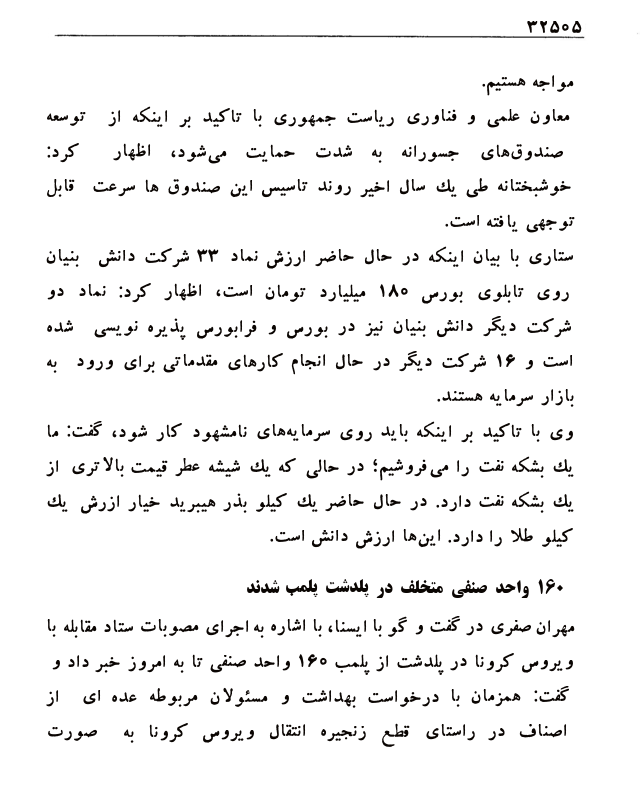 ۳۲۵۰۵
مواجه هستیم.
معاون علمی و فناوری ریاست جمهوری با تاکید بر اینکه از توسعه
صندوق‌های جسورانه به شدت حمایت می‌شود، اظهار کرد:
خوشبختانه طی یك سال اخیر روند تاسیس این صندوق ها سرعت قابل
توجهی یافته است.
ستاری با بیان اینکه در حال حاضر ارزش نماد ۳۳ شرکت دانش بنیان
روی تابلوی بورس ۱۸۰ میلیارد تومان است، اظهار کرد: نماد دو
شرکت دیگر دانش بنیان نیز در بورس و فرابورس پذیره نویسی شده
است و ۱۶ شرکت دیگر در حال انجام کارهای مقدماتی برای ورود به
بازار سرمایه هستند.
وی با تاکید بر اینکه باید روی سرمایه‌های نامشهود کار شود، گفت: ما
یك بشکه نفت را می‌فروشیم؛ در حالی که یك شیشه عطر قیمت بالاتری از
یك بشکه نفت دارد. در حال حاضر یك کیلو بذر هیبرید خیار ازرش یك
کیلو طلا را دارد. این‌ها ارزش دانش است.
۱۶۰ واحد صنفی متخلف در پلدشت پلمب شدند
مهران صفری در گفت و گو با ایسنا، با اشاره به اجرای مصوبات ستاد مقابله با
ویروس کرونا در پلدشت از پلمب ۱۶۰ واحد صنفی تا به امروز خبر داد و
گفت: همزمان با درخواست بهداشت و مسئولان مربوطه عده ای از
اصناف در راستای قطع زنجیره انتقال ویروس کرونا به صورت